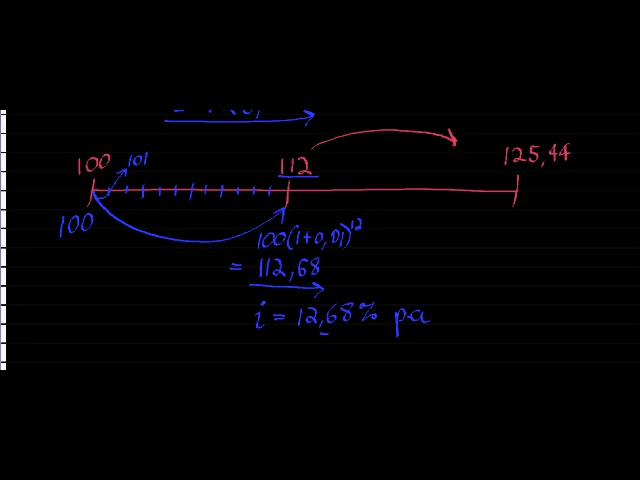 100 101 112 125,44
100
100(1+0,01)^12
= 112,68
i = 12,68% pa